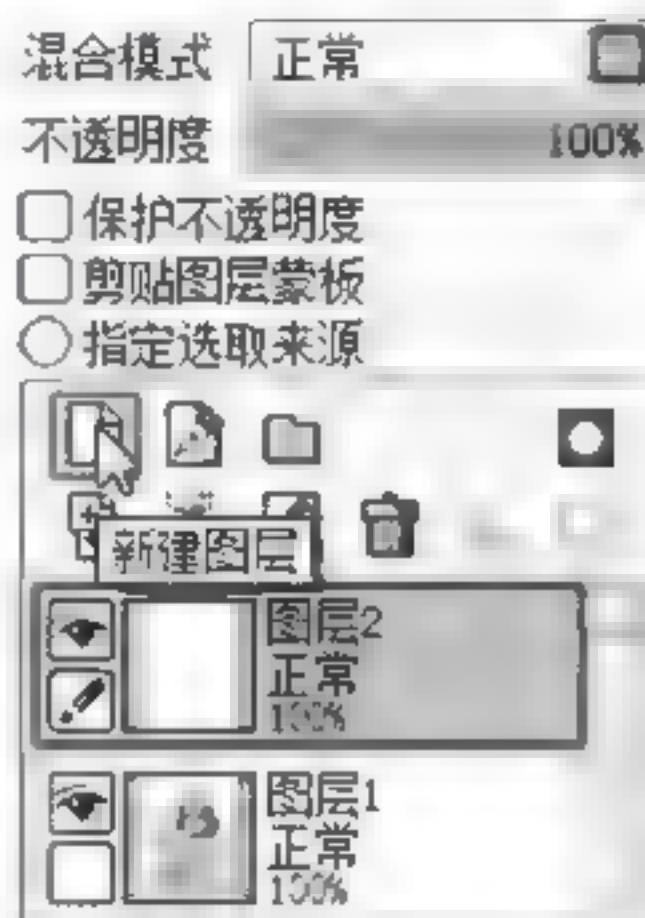 混合模式 正常
不透明度 100%
保护不透明度
剪贴图层蒙板
指定选取来源
新建图层
图层2
正常
100%
图层1
正常
100%